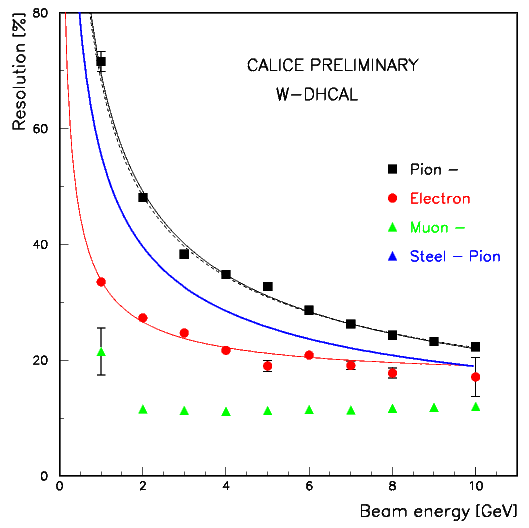 80
60
40
20
0
Resolution [%]
CALICE PRELIMINARY
W-DHCAL
Pion -
Electron
Muon -
Steel - Pion
0 2 4 6 8 10
Beam energy [GeV]